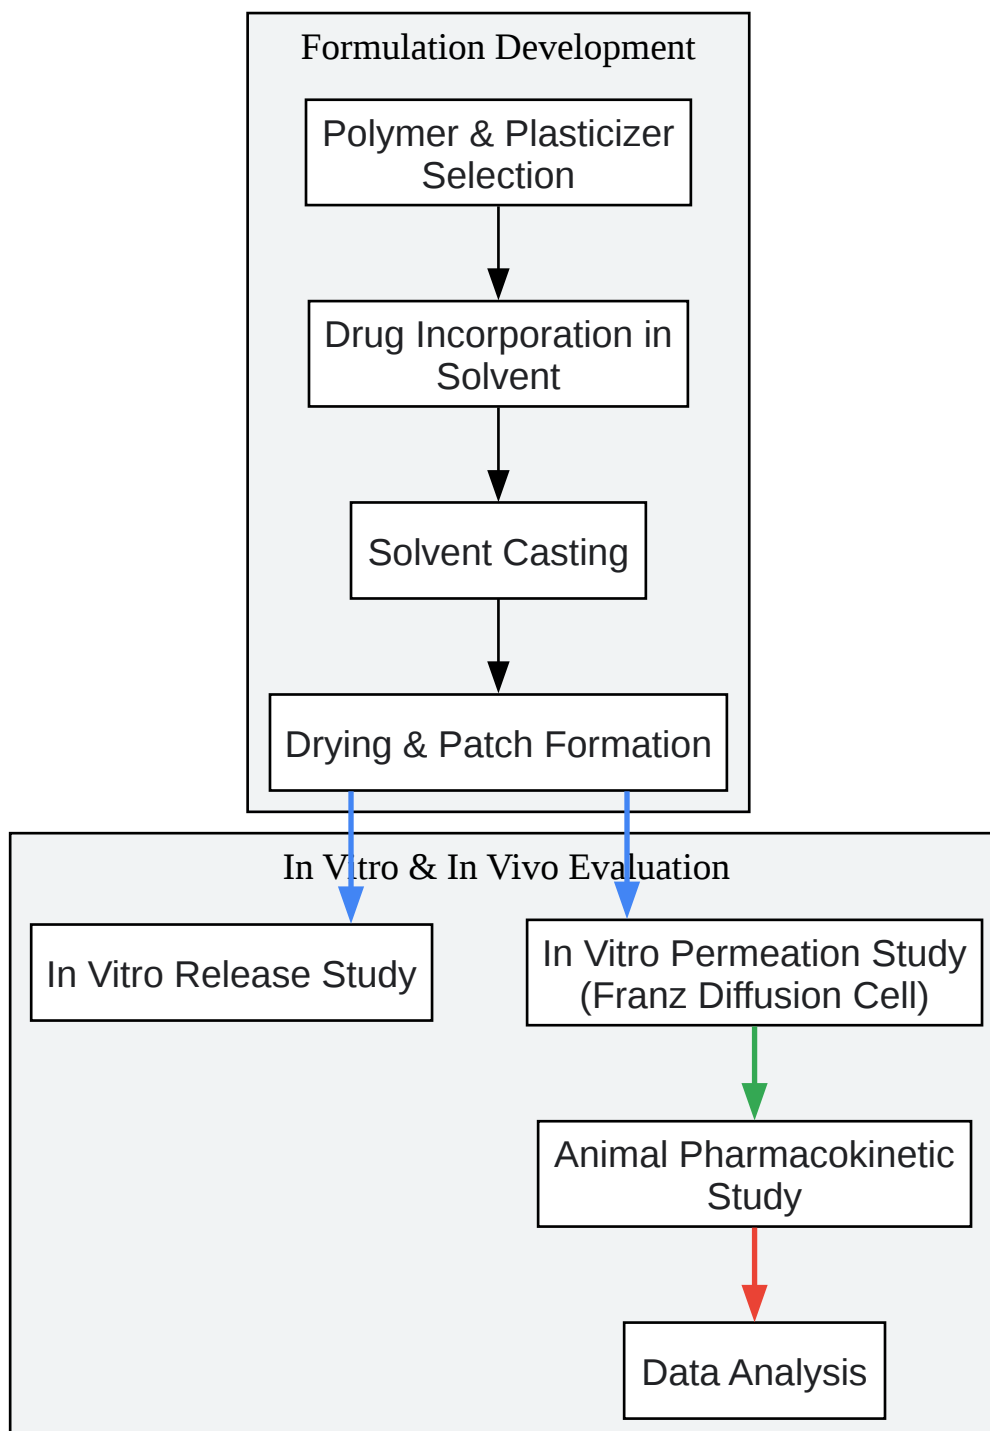 Formulation Development
Polymer & Plasticizer
Selection
Drug Incorporation in
Solvent
Solvent Casting
Drying & Patch Formation
In Vitro & In Vivo Evaluation
In Vitro Release Study
In Vitro Permeation Study
(Franz Diffusion Cell)
Animal Pharmacokinetic
Study
Data Analysis